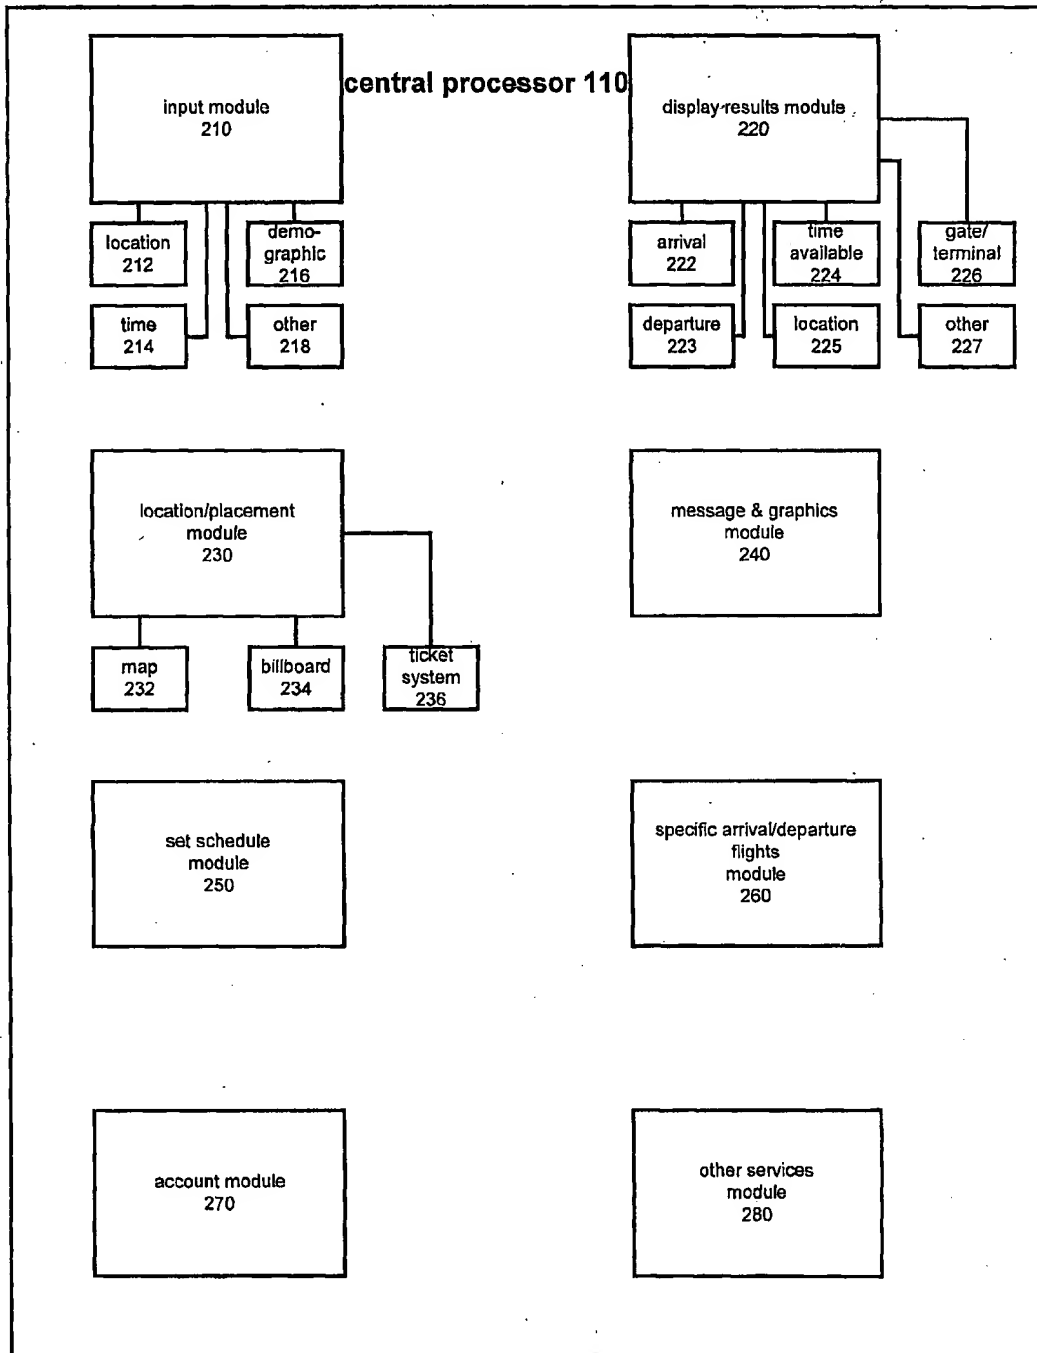 central processor 110
input module
210
location
212
demo-
graphic
216
time
214
other
218
display results module
220
arrival
222
time
available
224
gate/
terminal
226
departure
223
location
225
other
227
location/placement
module
230
map
232
billboard
234
ticket
system
236
message & graphics
module
240
set schedule
module
250
specific arrival/departure
flights
module
260
account module
270
other services
module
280